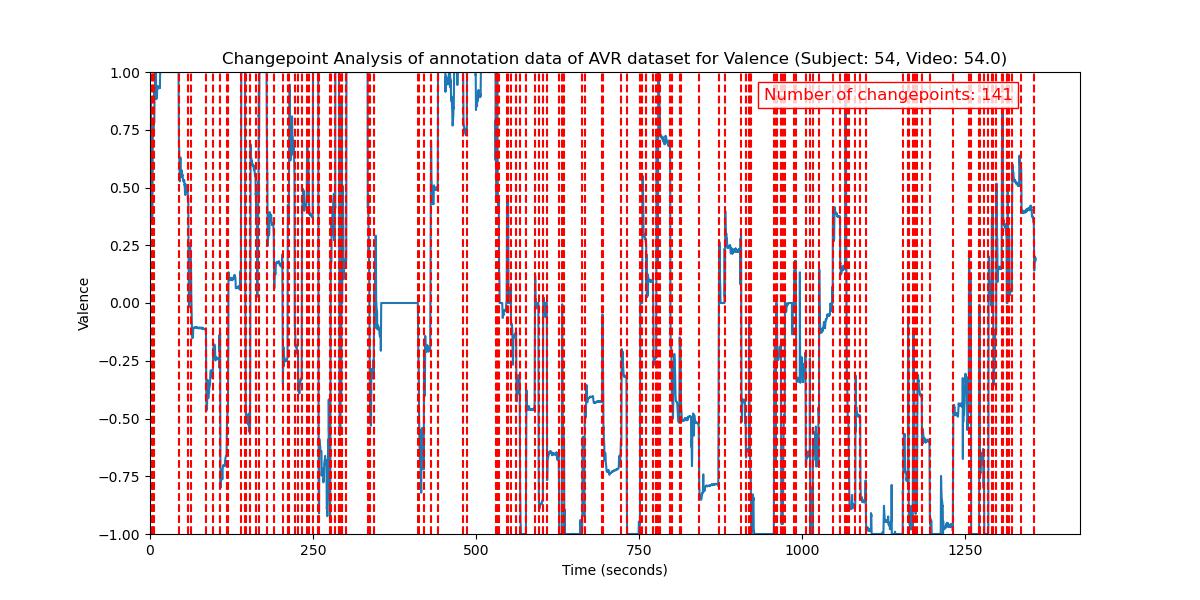 Changepoint Analysis of annotation data of AVR dataset for Valence (Subject: 54, Video: 54.0)
Number of changepoints: 141
1.00
0.75
0.50
0.25
0.00
−0.25
−0.50
−0.75
−1.00
Valence
0 250 500 750 1000 1250
Time (seconds)